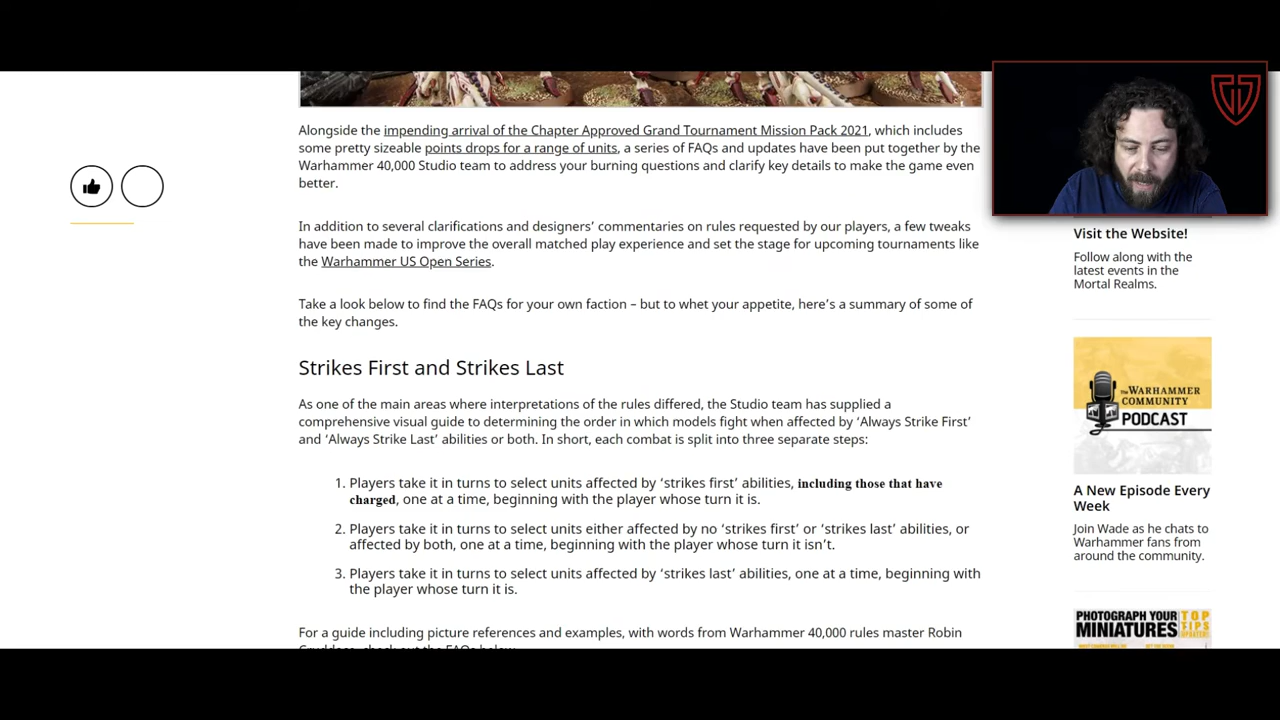 Alongside the impending arrival of the Chapter Approved Grand Tournament Mission Pack 2021, which includes
some pretty sizeable points drops for a range of units, a series of FAQs and updates have been put together by the
Warhammer 40,000 Studio team to address your burning questions and clarify key details to make the game even
better.
In addition to several clarifications and designers’ commentaries on rules requested by our players, a few tweaks
have been made to improve the overall matched play experience and set the stage for upcoming tournaments like
the Warhammer US Open Series.
Take a look below to find the FAQs for your own faction – but to whet your appetite, here’s a summary of some of
the key changes.
Strikes First and Strikes Last
As one of the main areas where interpretations of the rules differed, the Studio team has supplied a
comprehensive visual guide to determining the order in which models fight when affected by ‘Always Strike First’
and ‘Always Strike Last’ abilities or both. In short, each combat is split into three separate steps:
1. Players take it in turns to select units affected by ‘strikes first’ abilities, including those that have
charged, one at a time, beginning with the player whose turn it is.
2. Players take it in turns to select units either affected by no ‘strikes first’ or ‘strikes last’ abilities, or
affected by both, one at a time, beginning with the player whose turn it isn’t.
3. Players take it in turns to select units affected by ‘strikes last’ abilities, one at a time, beginning with
the player whose turn it is.
For a guide including picture references and examples, with words from Warhammer 40,000 rules master Robin
Visit the Website!
Follow along with the
latest events in the
Mortal Realms.
The WARHAMMER
COMMUNITY
PODCAST
A New Episode Every
Week
Join Wade as he chats to
Warhammer fans from
around the community.
PHOTOGRAPH YOUR
MINIATURES
TOP
TIPS